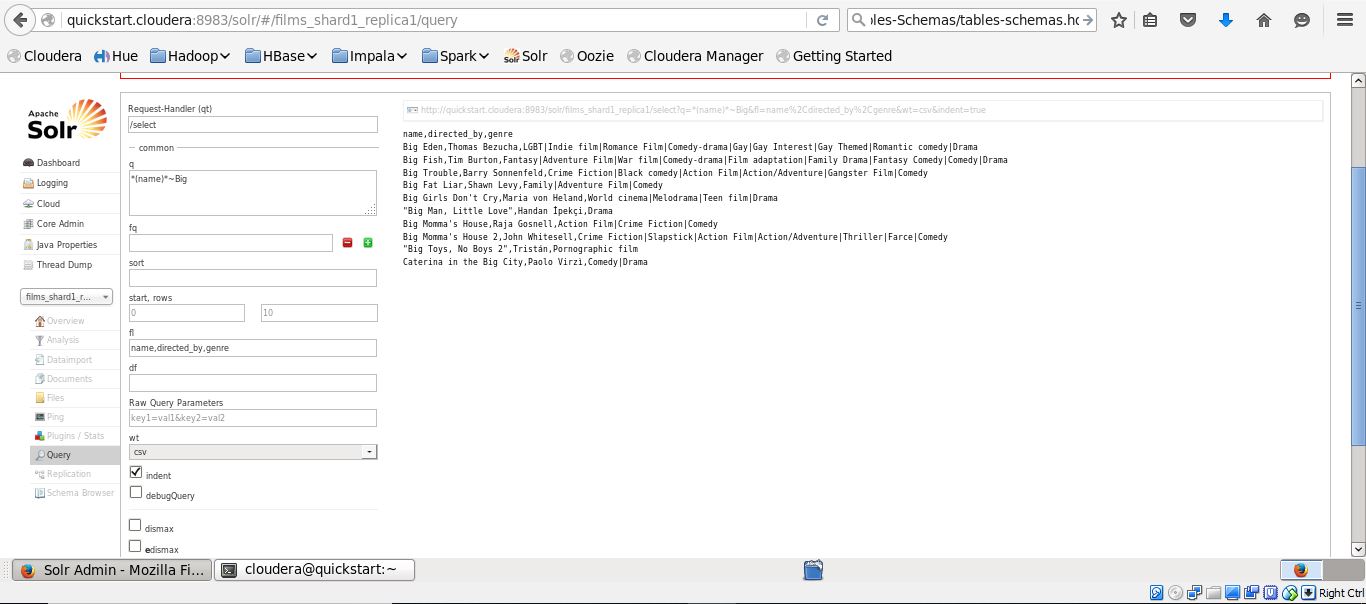 quickstart.cloudera:8983/solr/#/films_shard1_replica1/query
les-Schemas/tables-schemas.hc
Cloudera Hue Hadoop HBase Impala Spark Solr Solr Oozie Cloudera Manager Getting Started
Apache
Solr
Dashboard
Logging
Cloud
Core Admin
Java Properties
Thread Dump
films_shard1_r...
Overview
Analysis
Dataimport
Documents
Files
Ping
Plugins / Stats
Query
Replication
Schema Browser
Request-Handler (qt)
/select
common
q
*(name)*~Big
fq
sort
start, rows
0 10
fl
name,directed_by,genre
df
Raw Query Parameters
key1=val1&key2=val2
wt
csv
indent
debugQuery
dismax
edismax
http://quickstart.cloudera:8983/solr/films_shard1_replica1/select?q=*(name)*~Big&fl=name%2Cdirected_by%2Cgenre&wt=csv&indent=true
name,directed_by,genre
Big Eden,Thomas Bezucha,LGBT|Indie film|Romance Film|Comedy-drama|Gay|Gay Interest|Gay Themed|Romantic comedy|Drama
Big Fish,Tim Burton,Fantasy|Adventure Film|War film|Comedy-drama|Film adaptation|Family Drama|Fantasy Comedy|Comedy|Drama
Big Trouble,Barry Sonnenfeld,Crime Fiction|Black comedy|Action Film|Action/Adventure|Gangster Film|Comedy
Big Fat Liar,Shawn Levy,Family|Adventure Film|Comedy
Big Girls Don't Cry,Maria von Heland,World cinema|Melodrama|Teen film|Drama
"Big Man, Little Love",Handan İpekçi,Drama
Big Momma's House,Raja Gosnell,Action Film|Crime Fiction|Comedy
Big Momma's House 2,John Whitesell,Crime Fiction|Slapstick|Action Film|Action/Adventure|Thriller|Farce|Comedy
"Big Toys, No Boys 2",Tristán,Pornographic film
Caterina in the Big City,Paolo Virzì,Comedy|Drama
Solr Admin - Mozilla Fi...
cloudera@quickstart:~
Right Ctrl